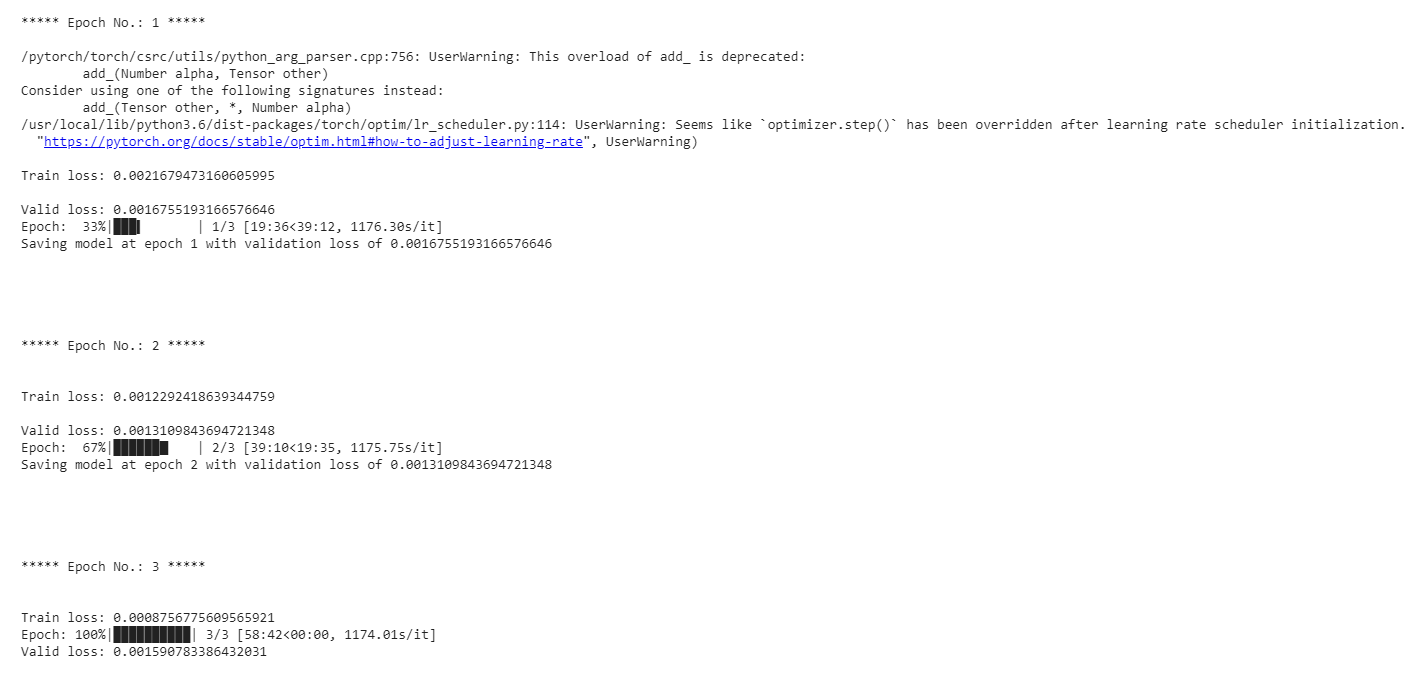 ***** Epoch No.: 1 *****
/pytorch/torch/csrc/utils/python_arg_parser.cpp:756: UserWarning: This overload of add_ is deprecated:
        add_(Number alpha, Tensor other)
Consider using one of the following signatures instead:
        add_(Tensor other, *, Number alpha)
/usr/local/lib/python3.6/dist-packages/torch/optim/lr_scheduler.py:114: UserWarning: Seems like `optimizer.step()` has been overridden after learning rate scheduler initialization.
  "https://pytorch.org/docs/stable/optim.html#how-to-adjust-learning-rate", UserWarning)
Train loss: 0.0021679473160605995
Valid loss: 0.0016755193166576646
Epoch:  33%|███▎      | 1/3 [19:36<39:12, 1176.30s/it]
Saving model at epoch 1 with validation loss of 0.0016755193166576646
***** Epoch No.: 2 *****
Train loss: 0.0012292418639344759
Valid loss: 0.0013109843694721348
Epoch:  67%|██████▋   | 2/3 [39:10<19:35, 1175.75s/it]
Saving model at epoch 2 with validation loss of 0.0013109843694721348
***** Epoch No.: 3 *****
Train loss: 0.0008756775609565921
Epoch: 100%|██████████| 3/3 [58:42<00:00, 1174.01s/it]
Valid loss: 0.001590783386432031